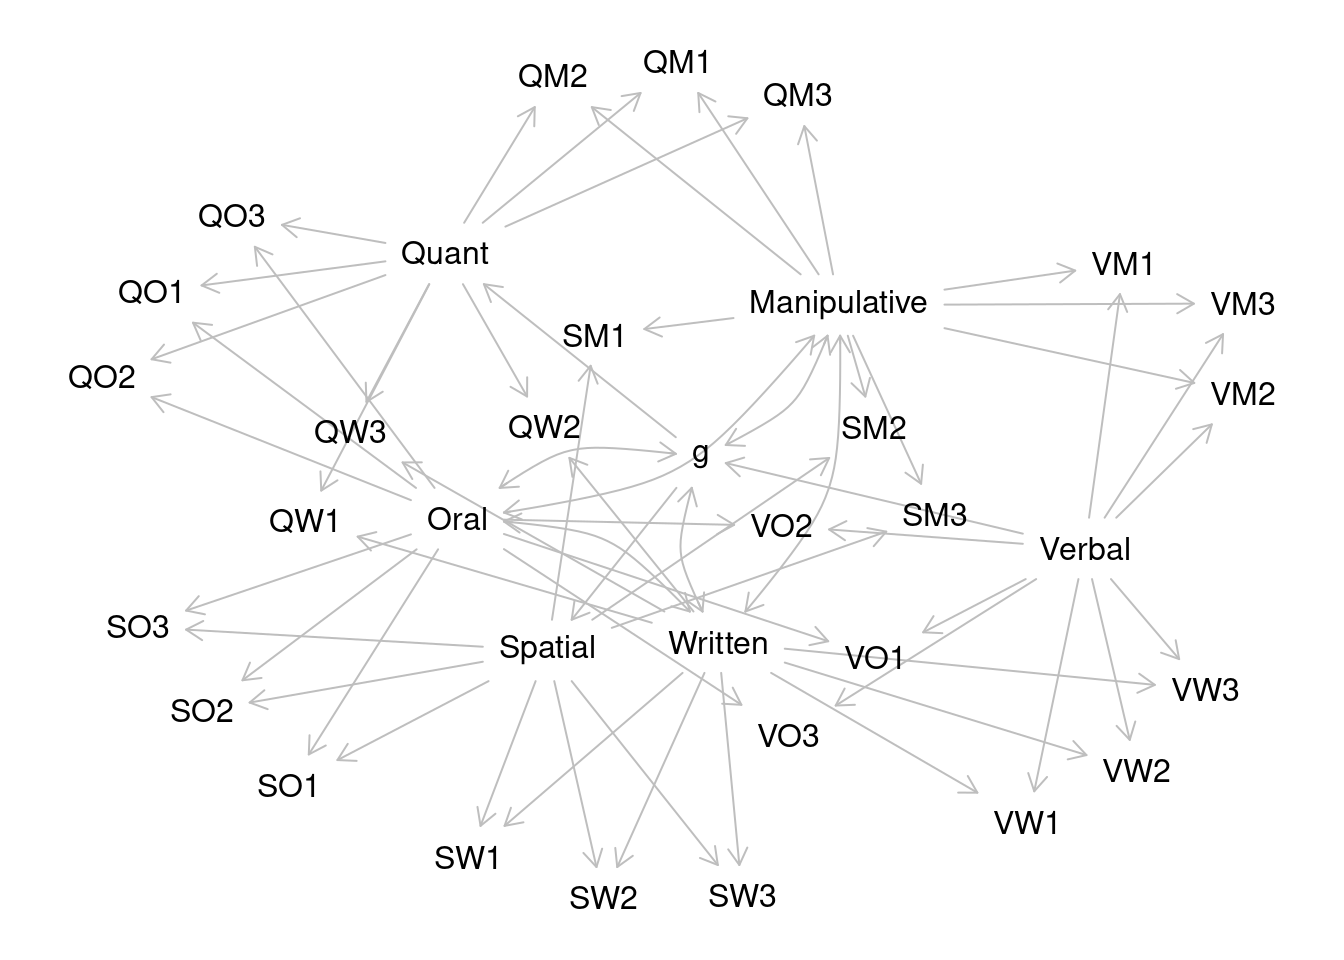 QM1
QM2
QM3
QO3
Quant
VM1
QO1
Manipulative
VM3
SM1
QO2
VM2
QW3
QW2
SM2
g
QW1
Oral
VO2
SM3
Verbal
SO3
Spatial
Written
VO1
VW3
SO2
VO3
VW2
SO1
VW1
SW1
SW2
SW3